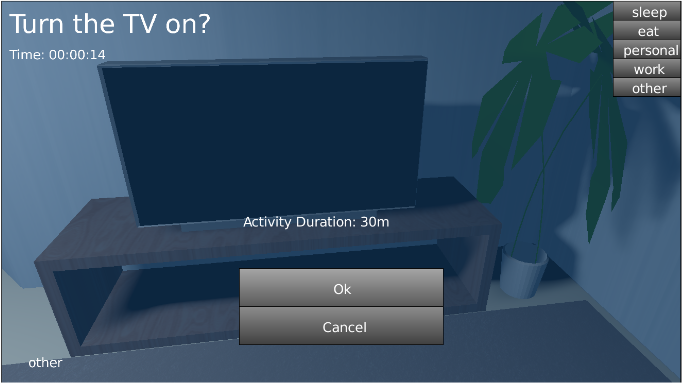 Turn the TV on?
Time: 00:00:14
sleep
eat
personal
work
other
Activity Duration: 30m
Ok
Cancel
other